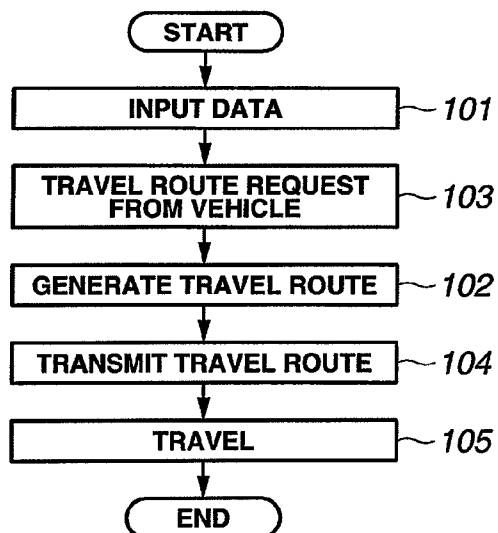 START
INPUT DATA
101
TRAVEL ROUTE REQUEST
FROM VEHICLE
103
GENERATE TRAVEL ROUTE
102
TRANSMIT TRAVEL ROUTE
104
TRAVEL
105
END